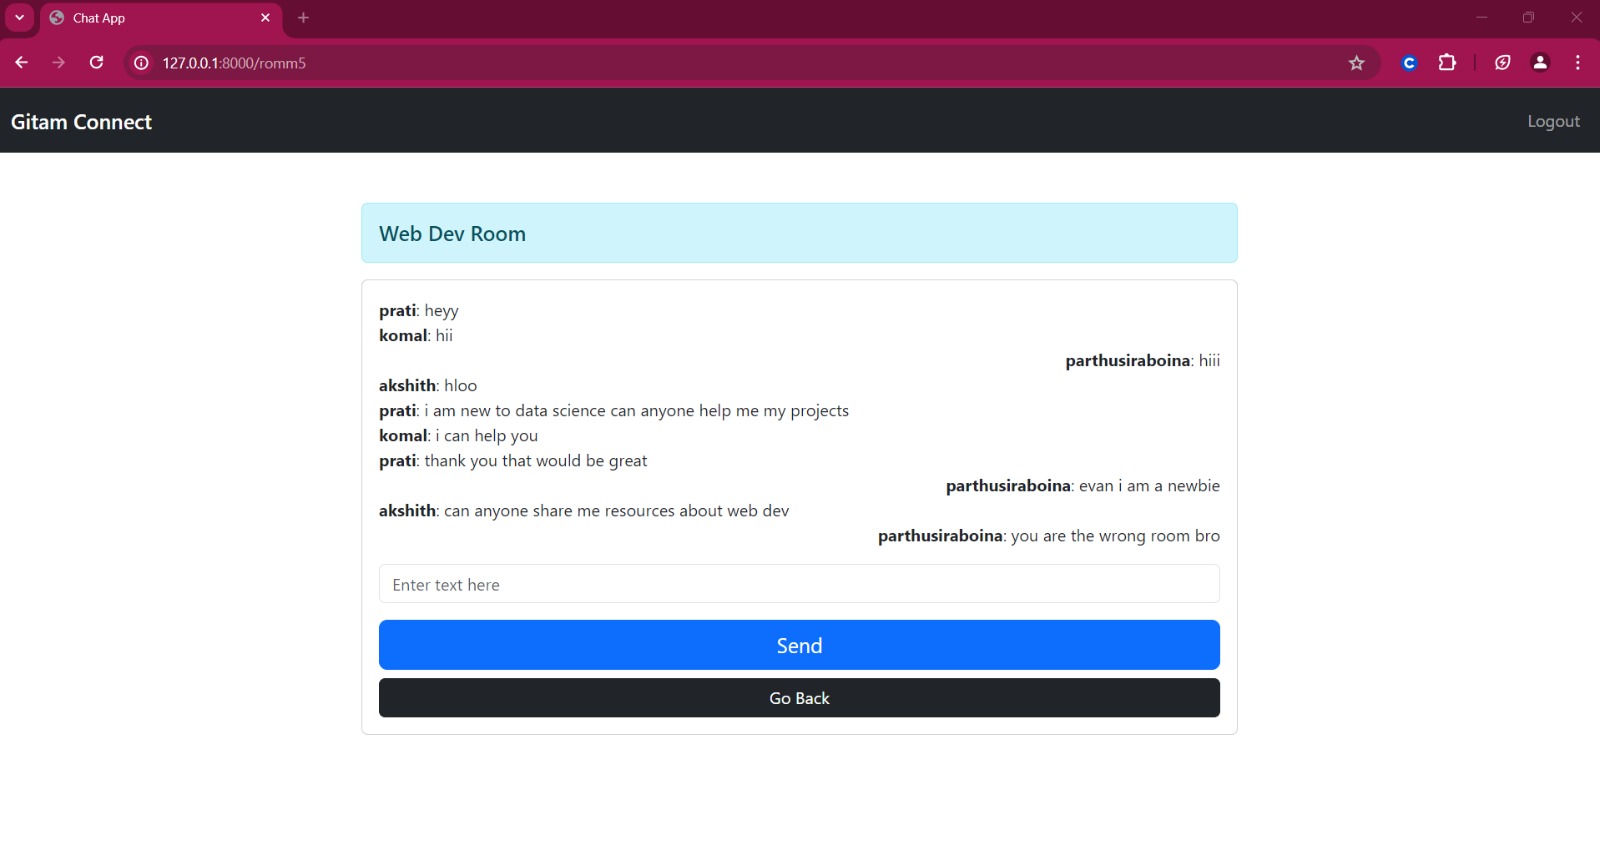 Chat App
127.0.0.1:8000/romm5
Gitam Connect
Logout
Web Dev Room
prati: heyy
komal: hii
parthusiraboina: hiii
akshith: hloo
prati: i am new to data science can anyone help me my projects
komal: i can help you
prati: thank you that would be great
parthusiraboina: evan i am a newbie
akshith: can anyone share me resources about web dev
parthusiraboina: you are the wrong room bro
Enter text here
Send
Go Back